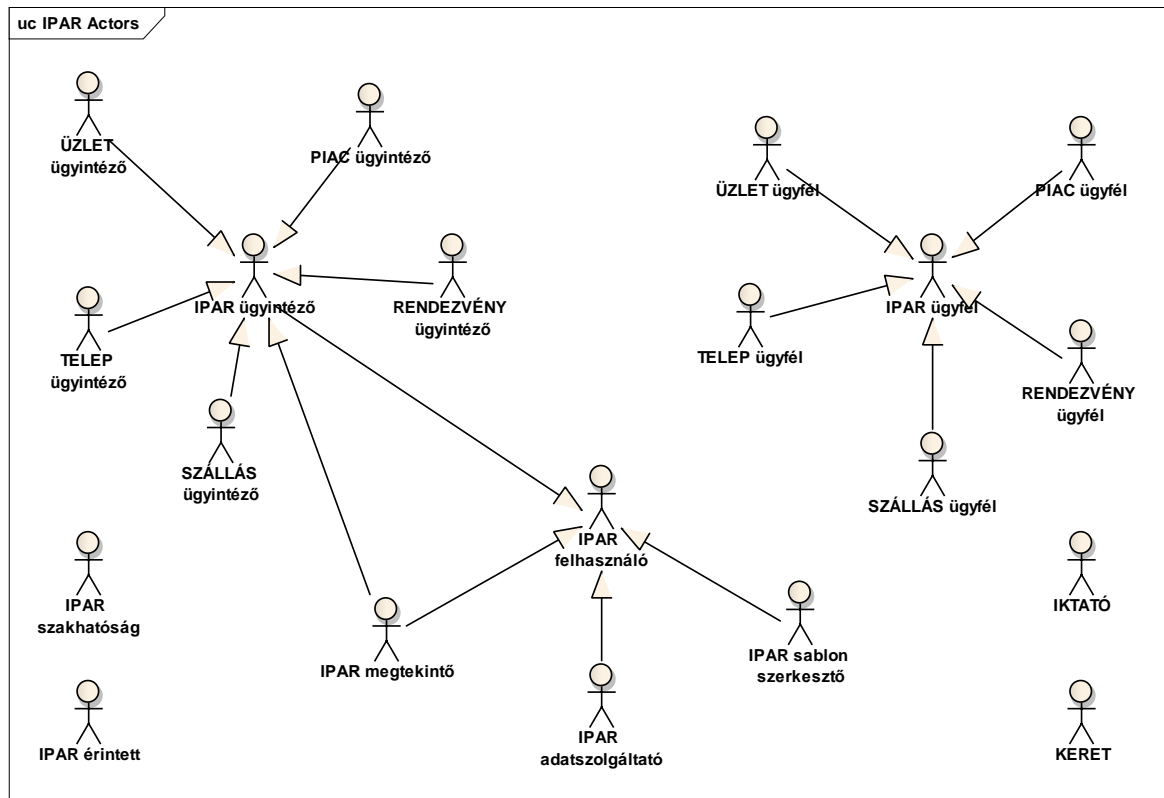 uc IPAR Actors
ÜZLET
ügyintéző
PIAC ügyintéző
ÜZLET ügyfél
PIAC ügyfél
IPAR ügyintéző
RENDEZVÉNY
ügyintéző
IPAR ügyfél
TELEP
ügyintéző
TELEP ügyfél
RENDEZVÉNY
ügyfél
SZÁLLÁS
ügyintéző
SZÁLLÁS ügyfél
IPAR
felhasználó
IPAR
szakhatóság
IKTATÓ
IPAR megtekintő
IPAR sablon
szerkesztő
IPAR érintett
IPAR
adatszolgáltató
KERET